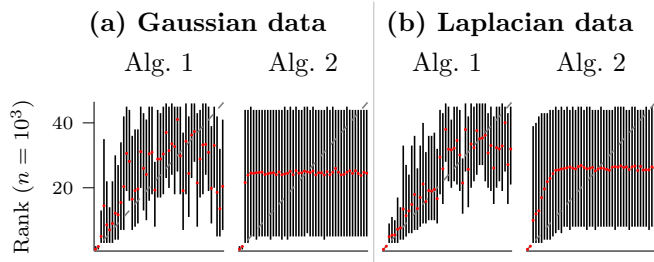 (a) Gaussian data
(b) Laplacian data
Alg. 1
Alg. 2
Alg. 1
Alg. 2
Rank (n = 10³)
40
20